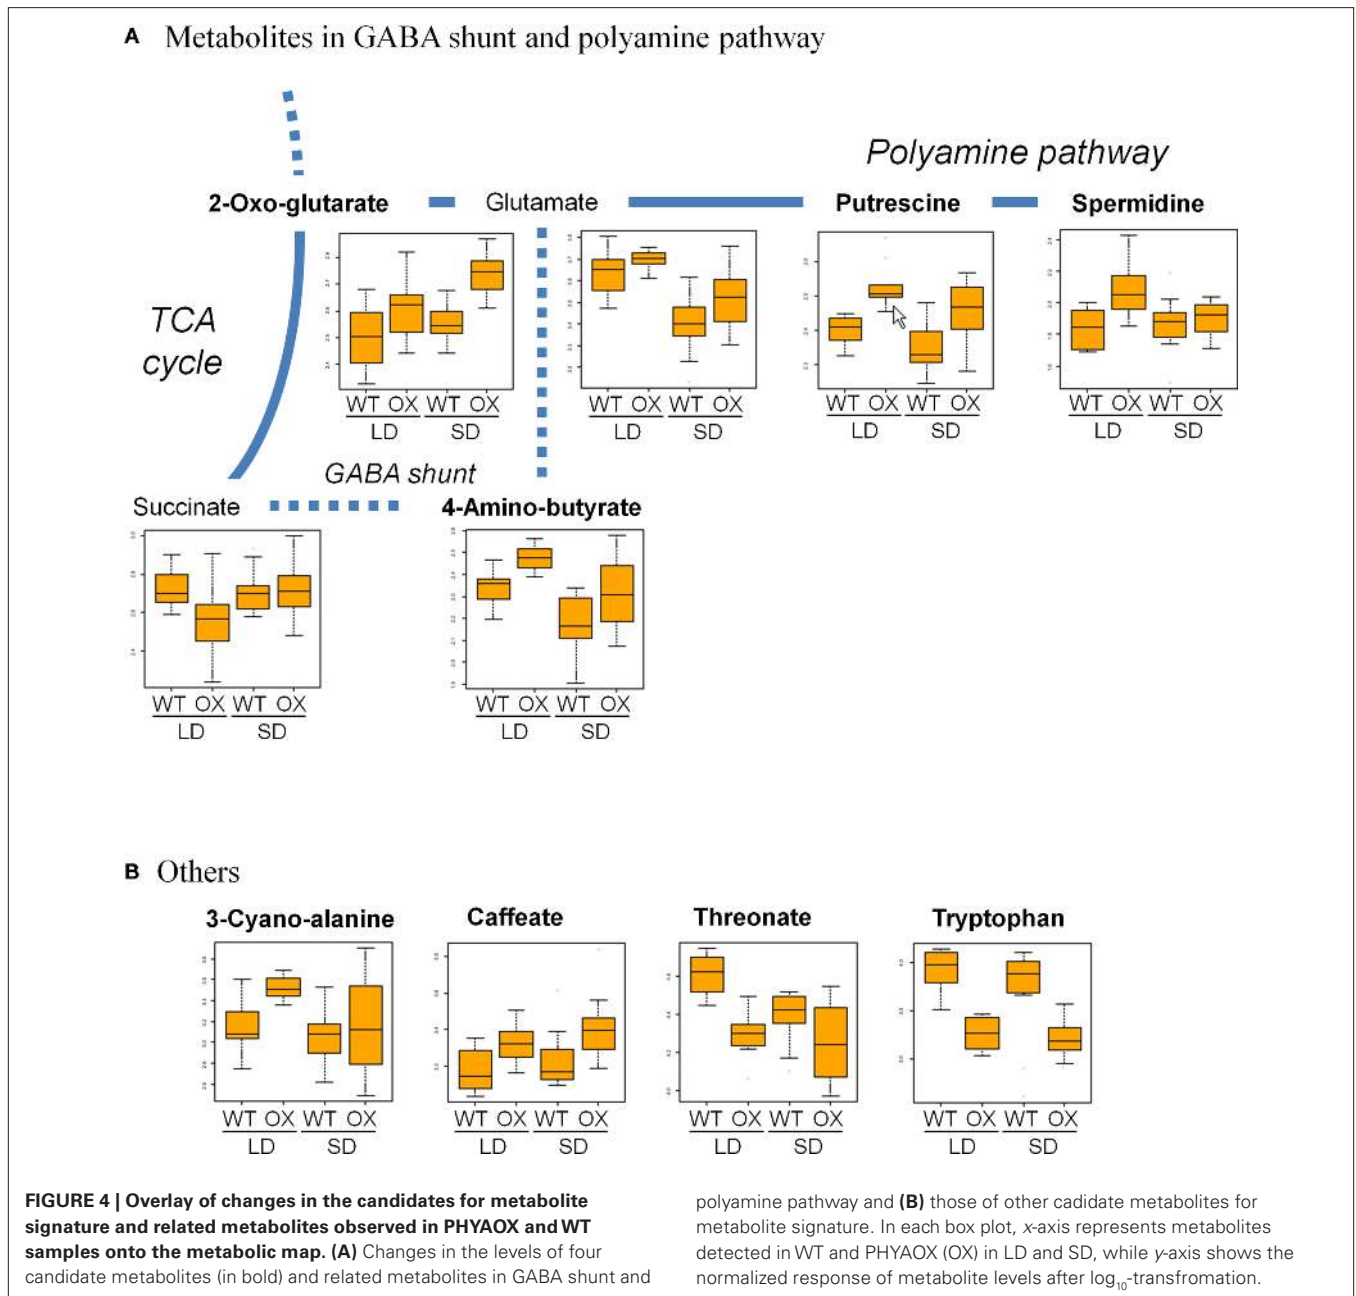 A Metabolites in GABA shunt and polyamine pathway
Polyamine pathway
2-Oxo-glutarate
Glutamate
Putrescine
Spermidine
TCA
cycle
WT OX WT OX
LD SD
WT OX WT OX
LD SD
WT OX WT OX
LD SD
WT OX WT OX
LD SD
GABA shunt
Succinate
4-Amino-butyrate
WT OX WT OX
LD SD
WT OX WT OX
LD SD
B Others
3-Cyano-alanine
Caffeate
Threonate
Tryptophan
WT OX WT OX
LD SD
WT OX WT OX
LD SD
WT OX WT OX
LD SD
WT OX WT OX
LD SD
FIGURE 4 | Overlay of changes in the candidates for metabolite
signature and related metabolites observed in PHYAOX and WT
samples onto the metabolic map. (A) Changes in the levels of four
candidate metabolites (in bold) and related metabolites in GABA shunt and
polyamine pathway and (B) those of other cadidate metabolites for
metabolite signature. In each box plot, x-axis represents metabolites
detected in WT and PHYAOX (OX) in LD and SD, while y-axis shows the
normalized response of metabolite levels after log10-transfromation.